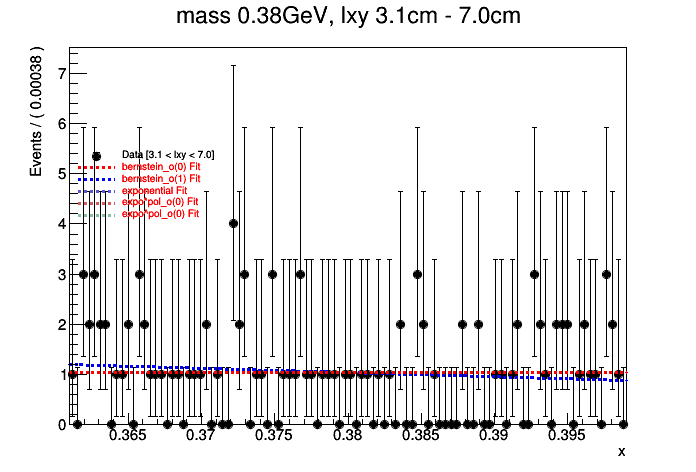 mass 0.38GeV, lxy 3.1cm - 7.0cm
Events / ( 0.00038 )
7
6
5
4
3
2
1
0
Data [3.1 < lxy < 7.0]
bernstein_o(0) Fit
bernstein_o(1) Fit
exponential Fit
expo*pol_o(0) Fit
expo*pol_o(0) Fit
0.365 0.37 0.375 0.38 0.385 0.39 0.395
x